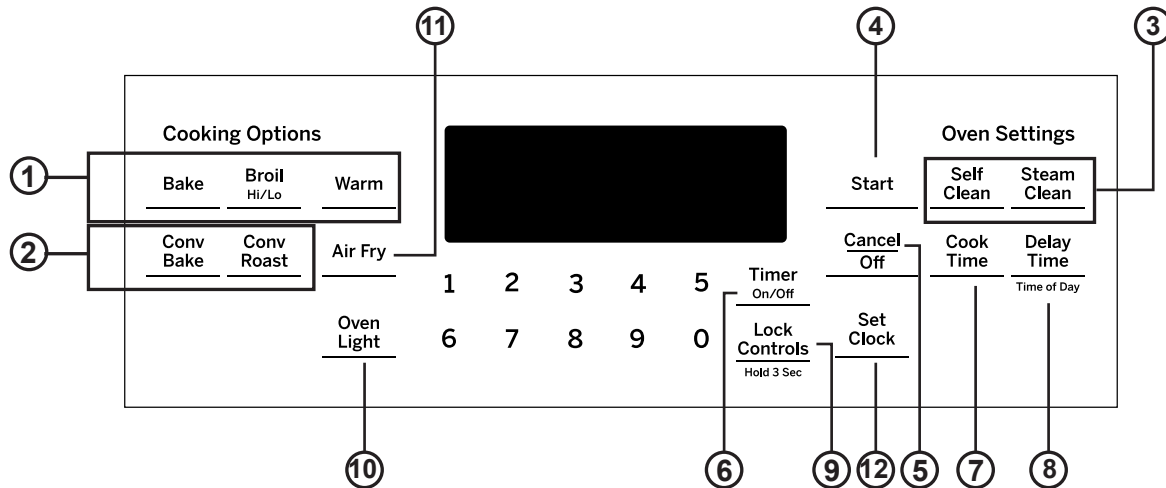 11
4
3
Cooking Options
Oven Settings
1
Bake
Broil
Hi/Lo
Warm
Start
Self
Clean
Steam
Clean
2
Conv
Bake
Conv
Roast
Air Fry
Cancel
Off
Cook
Time
Delay
Time
Time of Day
1 2 3 4 5
Timer
On/Off
Oven
Light
6 7 8 9 0
Lock
Controls
Hold 3 Sec
Set
Clock
10
6
9
12
5
7
8